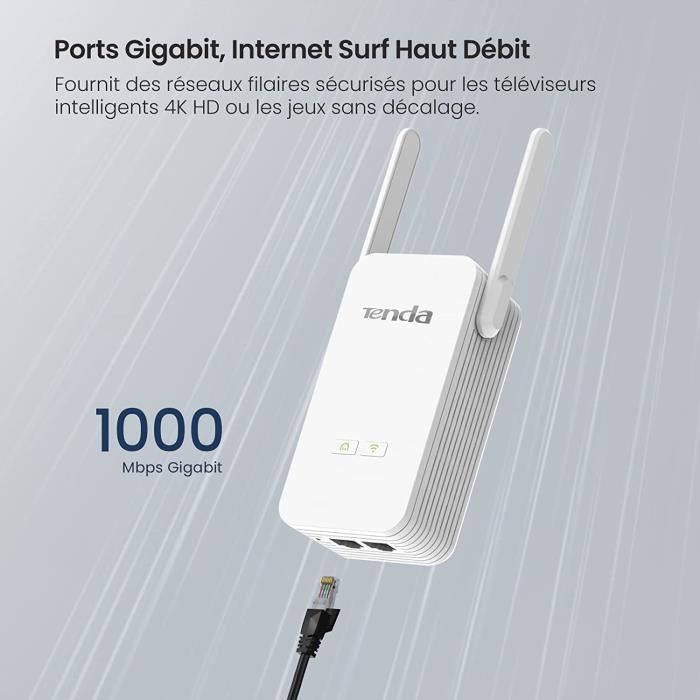 Ports Gigabit, Internet Surf Haut Débit
Fournit des réseaux filaires sécurisés pour les téléviseurs
intelligents 4K HD ou les jeux sans décalage.
Tenda
1000
Mbps Gigabit